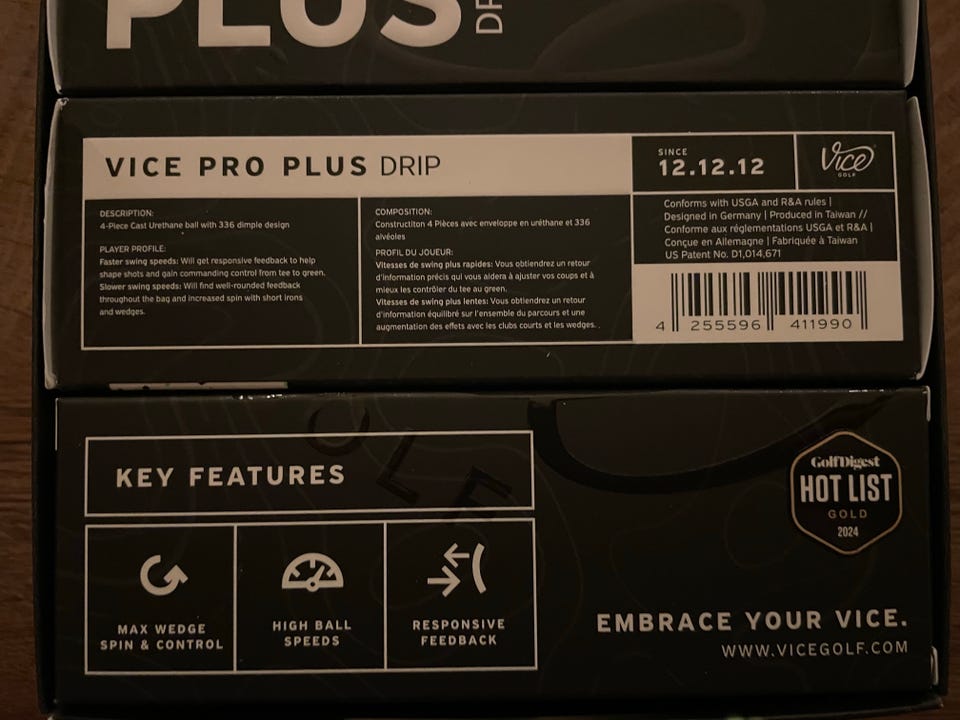 PLUS DR
VICE PRO PLUS DRIP
DESCRIPTION:
4-Piece Cast Urethane ball with 336 dimple design
PLAYER PROFILE:
Faster swing speeds: Will get responsive feedback to help
shape shots and gain commanding control from tee to green.
Slower swing speeds: Will find well-rounded feedback
throughout the bag and increased spin with short irons
and wedges.
COMPOSITION:
Constructiton 4 Pièces avec enveloppe en uréthane et 336
alvéoles
PROFIL DU JOUEUR:
Vitesses de swing plus rapides: Vous obtiendrez un retour
d'information précis qui vous aidera à ajuster vos coups et à
mieux les contrôler du tee au green.
Vitesses de swing plus lentes: Vous obtiendrez un retour
d'information équilibré sur l'ensemble du parcours et une
augmentation des effets avec les clubs courts et les wedges.
SINCE
12.12.12
Vice
GOLF
Conforms with USGA and R&A rules |
Designed in Germany | Produced in Taiwan //
Conforme aux réglementations USGA et R&A |
Conçue en Allemagne | Fabriquée à Taiwan
US Patent No. D1,014,671
4 255596 411990
KEY FEATURES
MAX WEDGE
SPIN & CONTROL
HIGH BALL
SPEEDS
RESPONSIVE
FEEDBACK
GolfDigest
HOT LIST
GOLD
2024
EMBRACE YOUR VICE.
WWW.VICEGOLF.COM
OLF